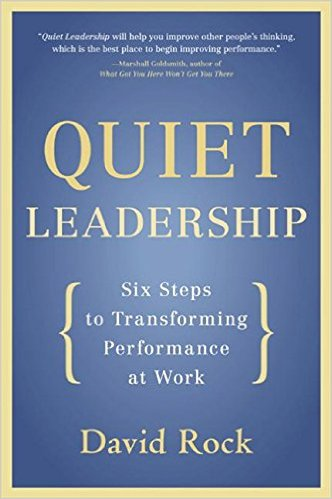 “Quiet Leadership will help you improve other people’s thinking,
which is the best place to begin improving performance.”
—Marshall Goldsmith, author of
What Got You Here Won’t Get You There
QUIET
LEADERSHIP
{ Six Steps
to Transforming
Performance
at Work }
David Rock